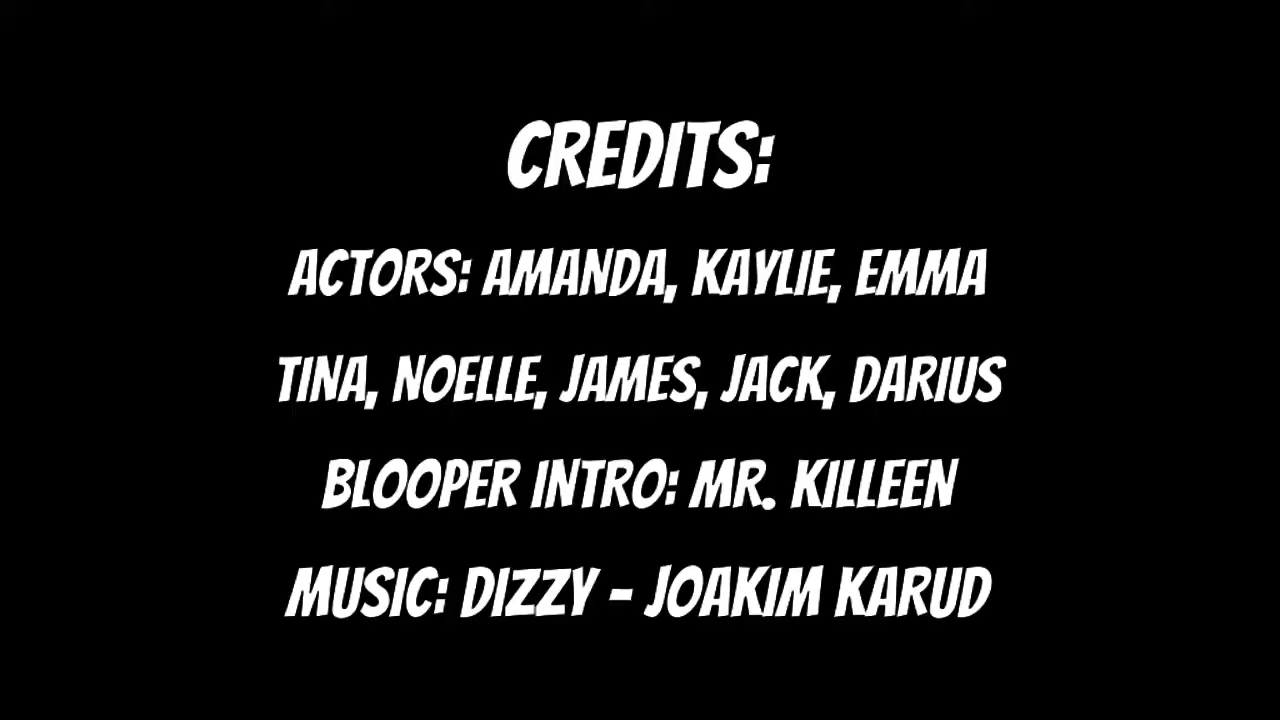 CREDITS:
ACTORS: AMANDA, KAYLIE, EMMA
TINA, NOELLE, JAMES, JACK, DARIUS
BLOOPER INTRO: MR. KILLEEN
MUSIC: DIZZY - JOAKIM KARUD